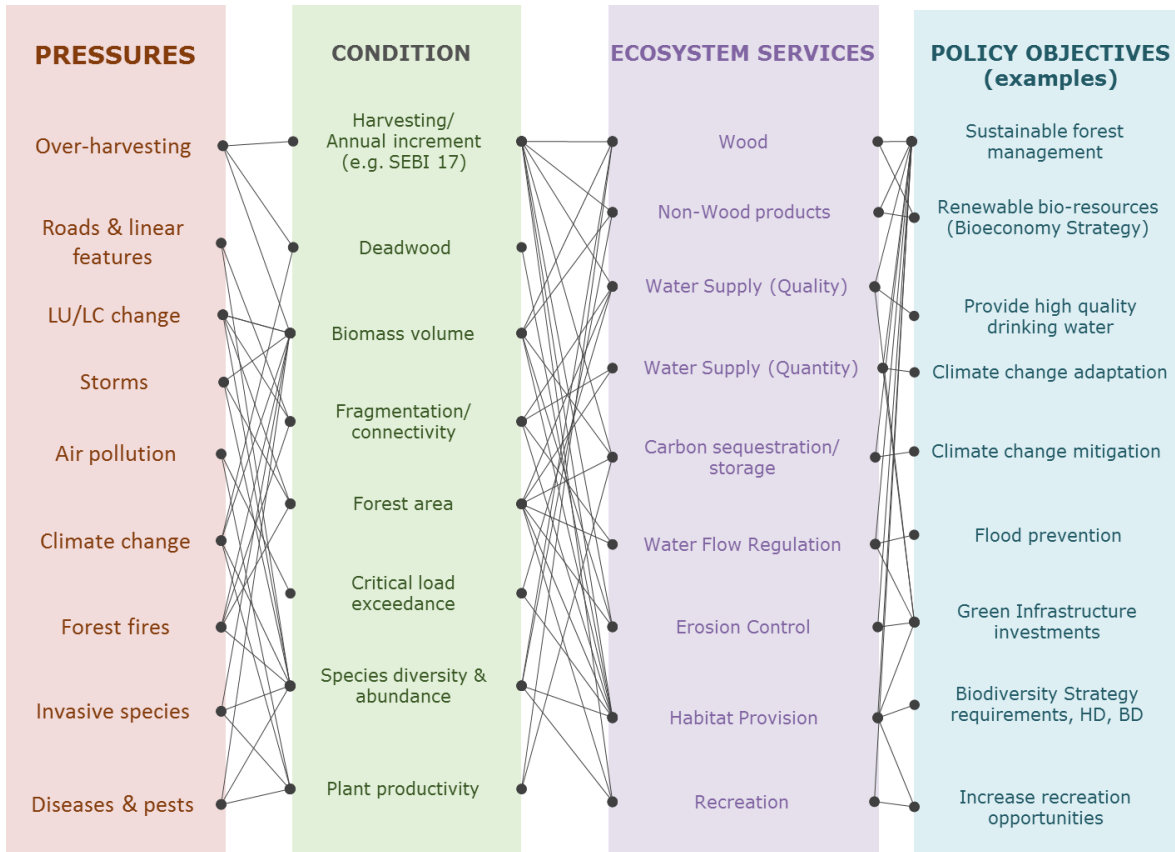 PRESSURES
Over-harvesting
Roads & linear
features
LU/LC change
Storms
Air pollution
Climate change
Forest fires
Invasive species
Diseases & pests
CONDITION
Harvesting/
Annual increment
(e.g. SEBI 17)
Deadwood
Biomass volume
Fragmentation/
connectivity
Forest area
Critical load
exceedance
Species diversity &
abundance
Plant productivity
ECOSYSTEM SERVICES
Wood
Non-Wood products
Water Supply (Quality)
Water Supply (Quantity)
Carbon sequestration/
storage
Water Flow Regulation
Erosion Control
Habitat Provision
Recreation
POLICY OBJECTIVES
(examples)
Sustainable forest
management
Renewable bio-resources
(Bioeconomy Strategy)
Provide high quality
drinking water
Climate change adaptation
Climate change mitigation
Flood prevention
Green Infrastructure
investments
Biodiversity Strategy
requirements, HD, BD
Increase recreation
opportunities